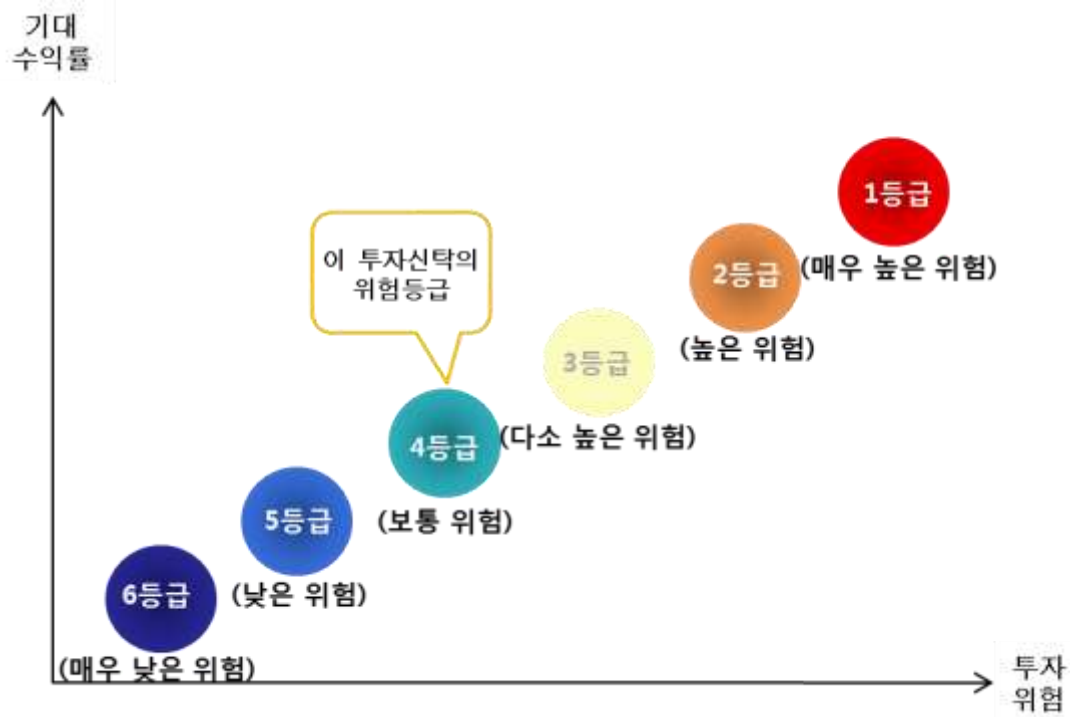 기대
수익률
1등급
(매우 높은 위험)
2등급
(높은 위험)
이 투자신탁의
위험등급
3등급
(다소 높은 위험)
4등급
(보통 위험)
5등급
(낮은 위험)
6등급
(매우 낮은 위험)
투자
위험